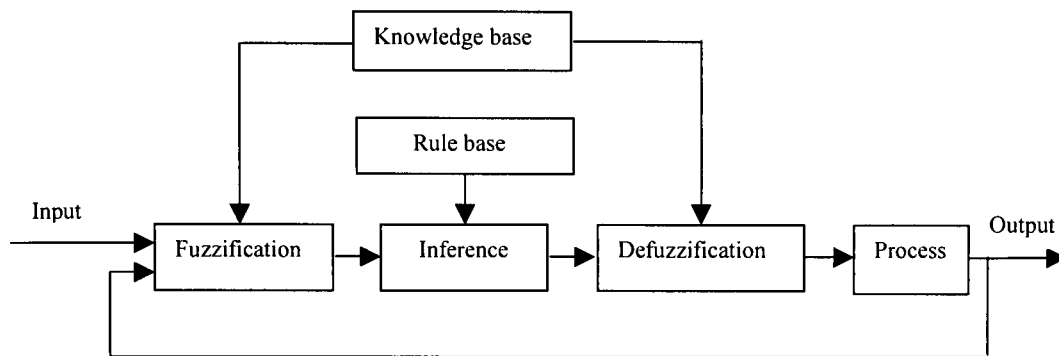 Knowledge base
Rule base
Input
Fuzzification
Inference
Defuzzification
Process
Output